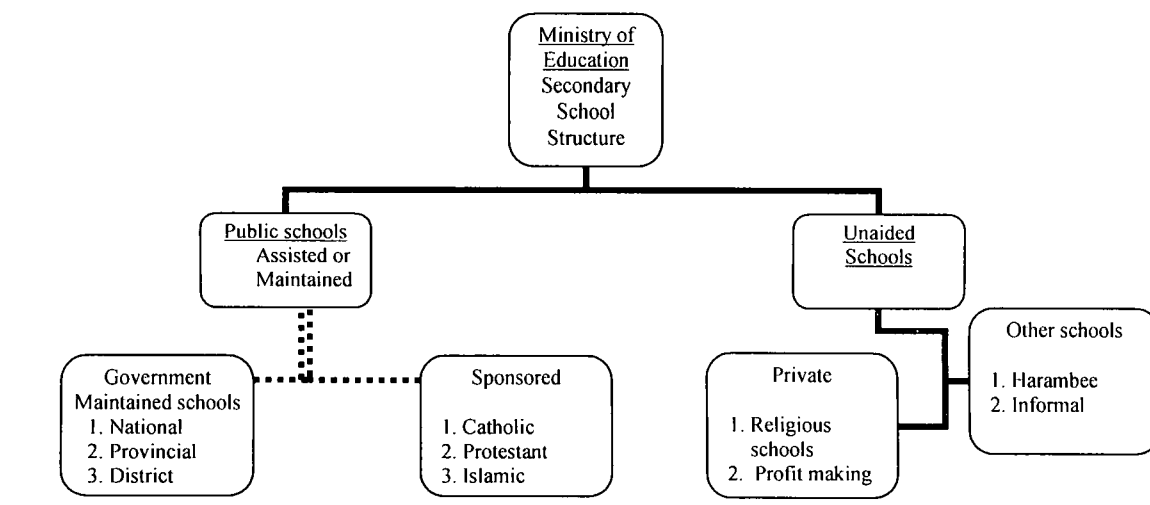 Ministry of
Education
Secondary
School
Structure
Public schools
Assisted or
Maintained
Unaided
Schools
Government
Maintained schools
1. National
2. Provincial
3. District
Sponsored
1. Catholic
2. Protestant
3. Islamic
Private
1. Religious
schools
2. Profit making
Other schools
1. Harambee
2. Informal